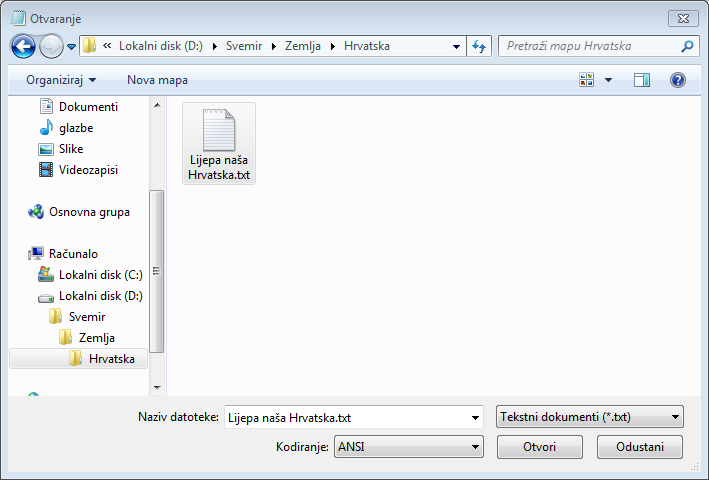 Otvaranje
« Lokalni disk (D:) Svemir Zemlja Hrvatska
Pretraži mapu Hrvatska
Organiziraj Nova mapa
Dokumenti
glazbe
Slike
Videozapisi
Osnovna grupa
Računalo
Lokalni disk (C:)
Lokalni disk (D:)
Svemir
Zemlja
Hrvatska
Lijepa naša
Hrvatska.txt
Naziv datoteke: Lijepa naša Hrvatska.txt Tekstni dokumenti (*.txt)
Kodiranje: ANSI Otvori Odustani